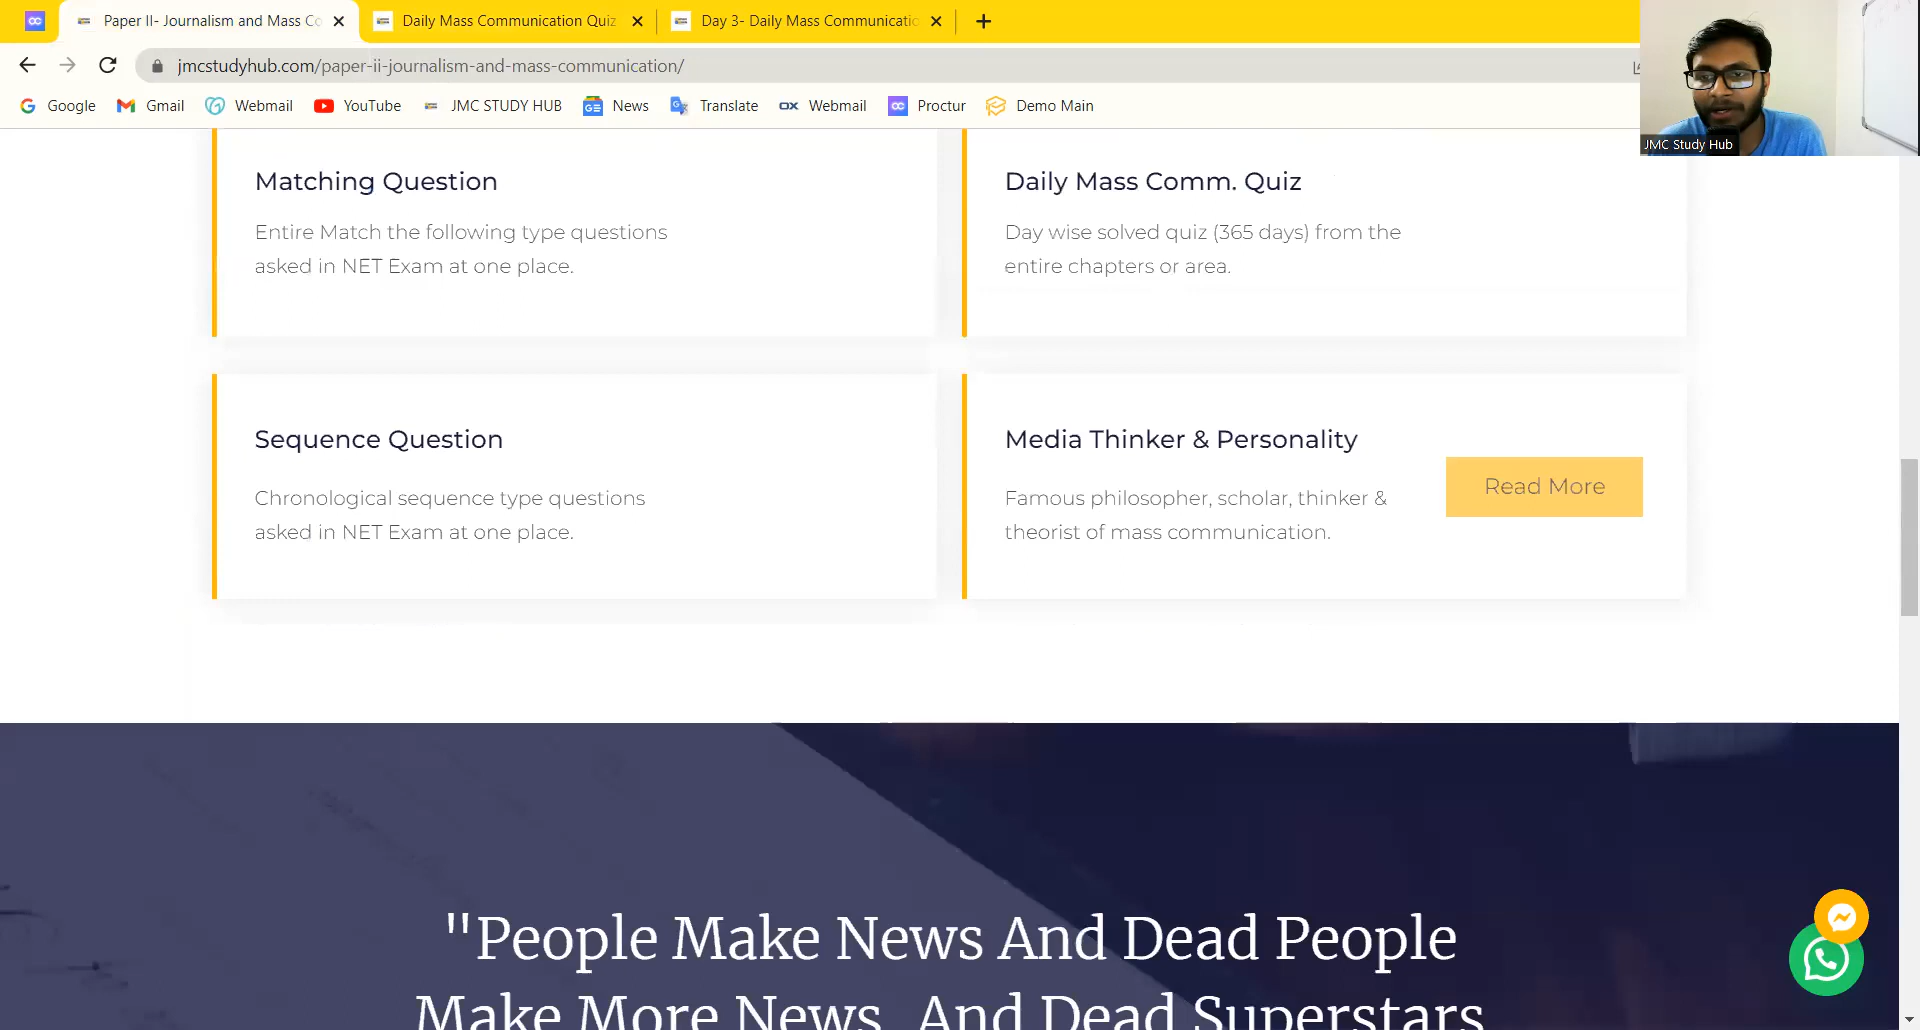 Paper II- Journalism and Mass Co
Daily Mass Communication Quiz
Day 3- Daily Mass Communicatio
jmcstudyhub.com/paper-ii-journalism-and-mass-communication/
Google
Gmail
Webmail
YouTube
JMC STUDY HUB
News
Translate
Webmail
Proctur
Demo Main
JMC Study Hub
Matching Question
Entire Match the following type questions
asked in NET Exam at one place.
Daily Mass Comm. Quiz
Day wise solved quiz (365 days) from the
entire chapters or area.
Sequence Question
Chronological sequence type questions
asked in NET Exam at one place.
Media Thinker & Personality
Famous philosopher, scholar, thinker &
theorist of mass communication.
Read More
"People Make News And Dead People
Make More News, And Dead Superstars